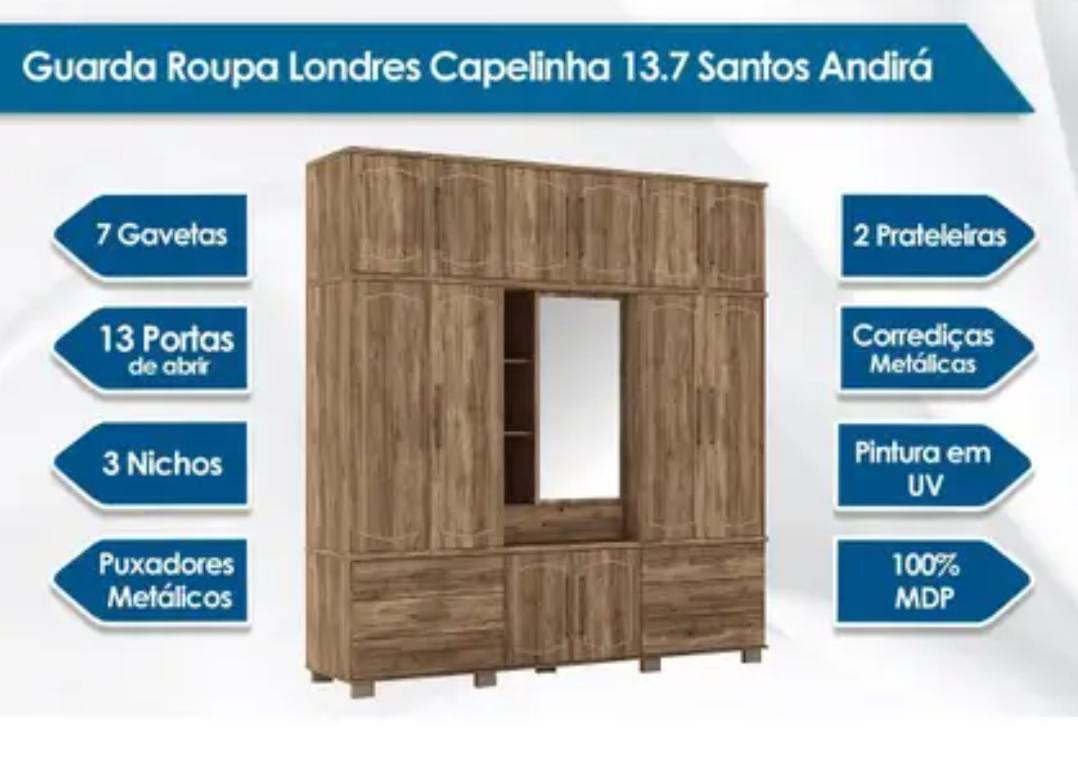 Guarda Roupa Londres Capelinha 13.7 Santos Andirá
7 Gavetas
13 Portas
de abrir
3 Nichos
Puxadores
Metálicos
2 Prateleiras
Corrediças
Metálicas
Pintura em
UV
100%
MDP